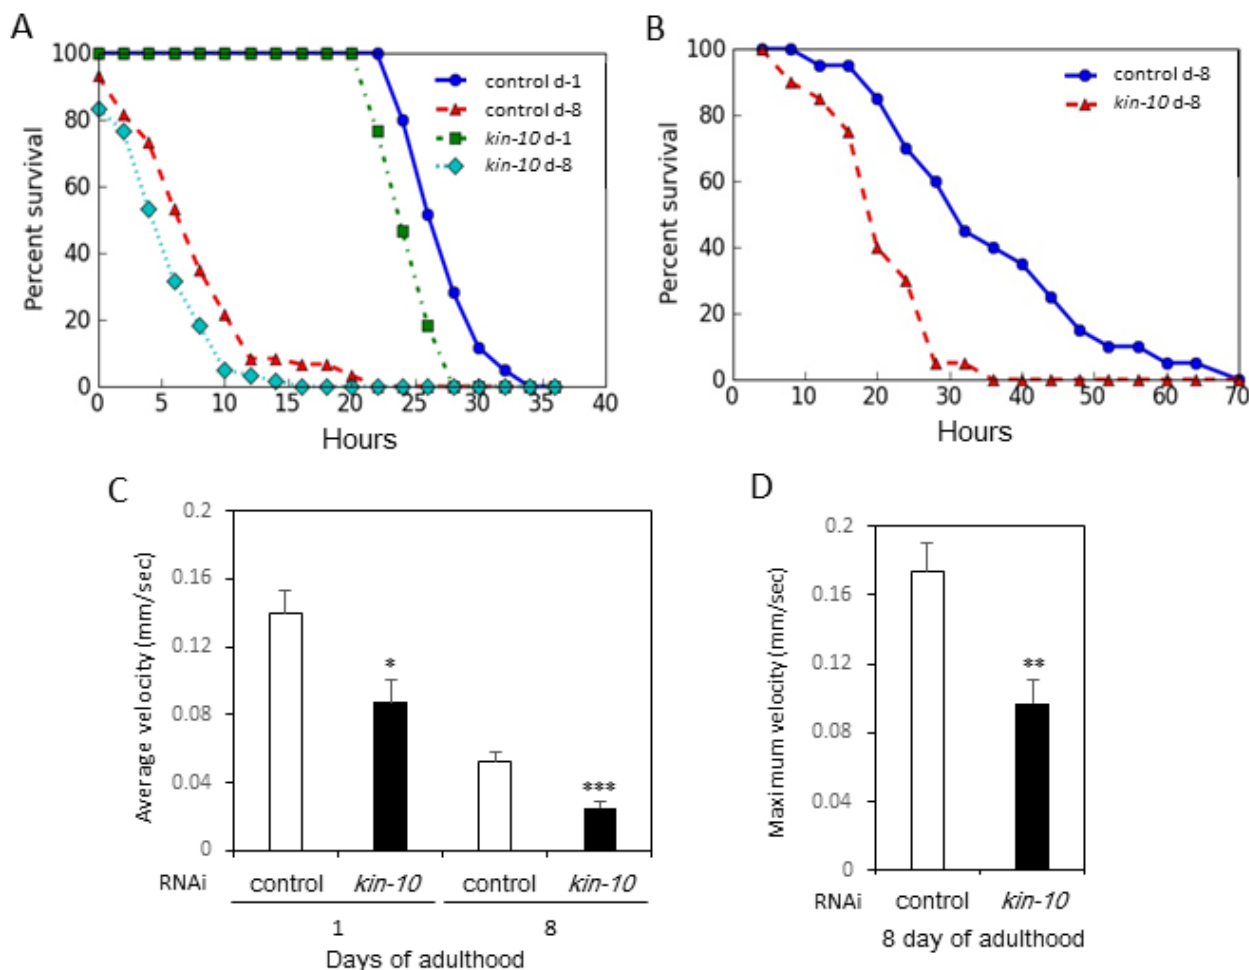 A
100
80
60
40
20
0
Percent survival
control d-1
control d-8
kin-10 d-1
kin-10 d-8
0 5 10 15 20 25 30 35 40
Hours
B
100
80
60
40
20
0
Percent survival
control d-8
kin-10 d-8
0 10 20 30 40 50 60 70
Hours
C
0.2
0.16
0.12
0.08
0.04
0
Average velocity (mm/sec)
*
***
RNAi control kin-10 control kin-10
1 8
Days of adulthood
D
0.2
0.16
0.12
0.08
0.04
0
Maximum velocity (mm/sec)
**
RNAi control kin-10
8 day of adulthood